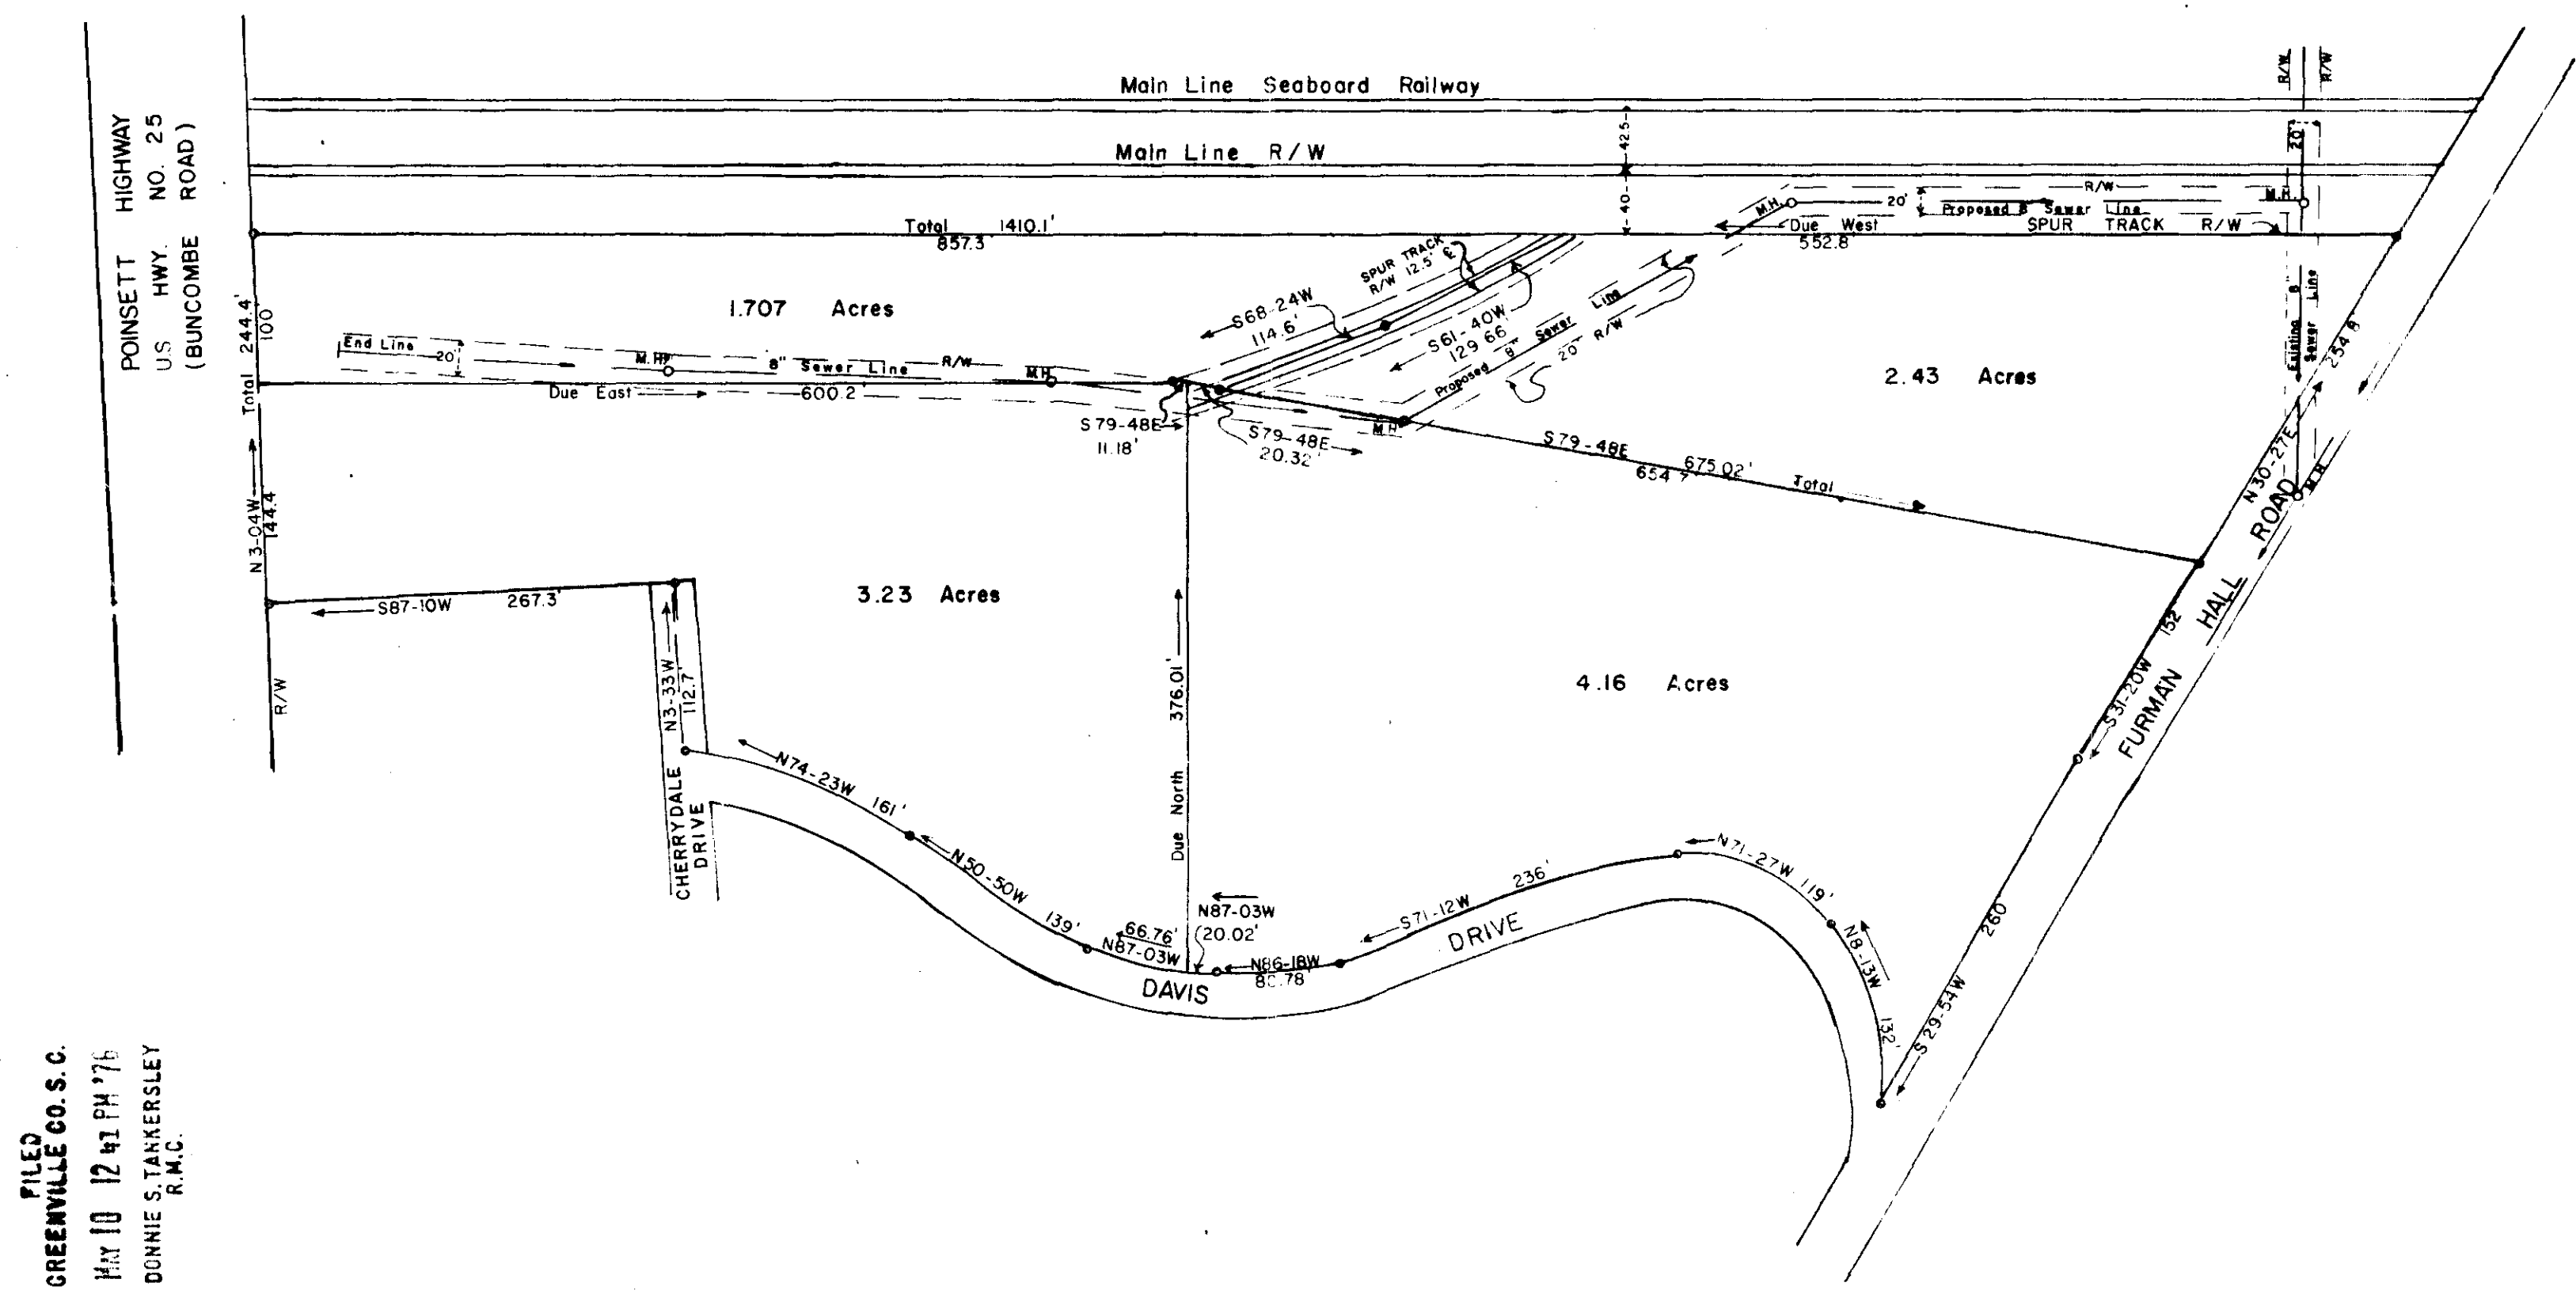 Main Line Seaboard Railway
Main Line R/W
42.5
40
R/W
R/W
20'
POINSETT HIGHWAY
U.S HWY. NO. 25
(BUNCOMBE ROAD)
Total 1410.1'
857.3'
M.H.
20'
R/W
Proposed 8" Sewer Line
M.H.
Due West
552.8'
SPUR TRACK R/W
SPUR TRACK
R/W 12.5'
S68-24W
114.6'
S61-40W
129.66'
Proposed 8" Sewer Line
20' R/W
Existing 8"
Sewer Line
1.707 Acres
2.43 Acres
Total 244.4'
100'
N3-04W
144.4'
End Line
20'
M.H.
8" Sewer Line R/W
M.H.
Due East 600.2'
S79-48E
11.18'
S79-48E
20.32'
M.H.
S79-48E 675.02' Total
654.7
N30-27E
254.8'
M.H.
FURMAN HALL ROAD
S31-20W 152'
S29-54W 260'
S87-10W 267.3'
R/W
3.23 Acres
4.16 Acres
N3-33W
112.7'
CHERRYDALE
DRIVE
N74-23W 161'
N50-50W 139'
66.76'
N87-03W
Due North 376.01'
N87-03W
20.02'
N86-18W
S71-12W 236'
N71-27W 119'
N8-13W 132'
DAVIS DRIVE
FILED
GREENVILLE CO. S. C.
MAY 10 12 41 PM '76
DONNIE S. TANKERSLEY
R.M.C.